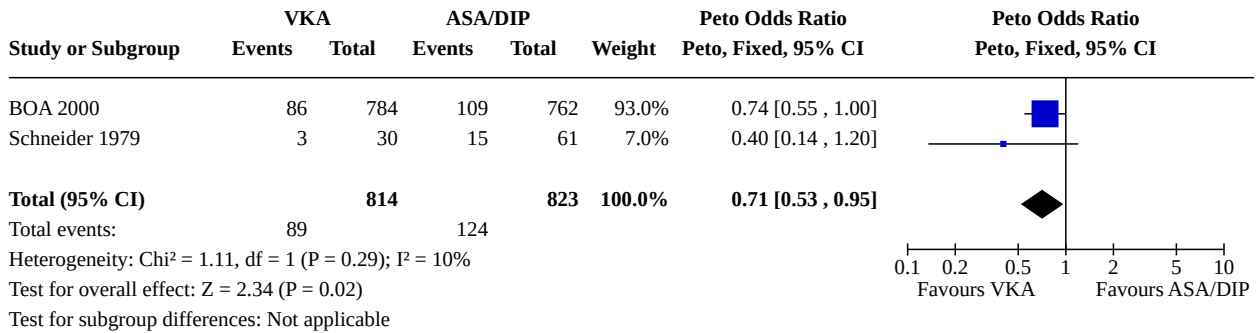 VKA ASA/DIP Peto Odds Ratio Peto Odds Ratio
Study or Subgroup Events Total Events Total Weight Peto, Fixed, 95% CI Peto, Fixed, 95% CI
BOA 2000 86 784 109 762 93.0% 0.74 [0.55 , 1.00]
Schneider 1979 3 30 15 61 7.0% 0.40 [0.14 , 1.20]
Total (95% CI) 814 823 100.0% 0.71 [0.53 , 0.95]
Total events: 89 124
Heterogeneity: Chi² = 1.11, df = 1 (P = 0.29); I² = 10%
0.1 0.2 0.5 1 2 5 10
Test for overall effect: Z = 2.34 (P = 0.02)
Favours VKA Favours ASA/DIP
Test for subgroup differences: Not applicable